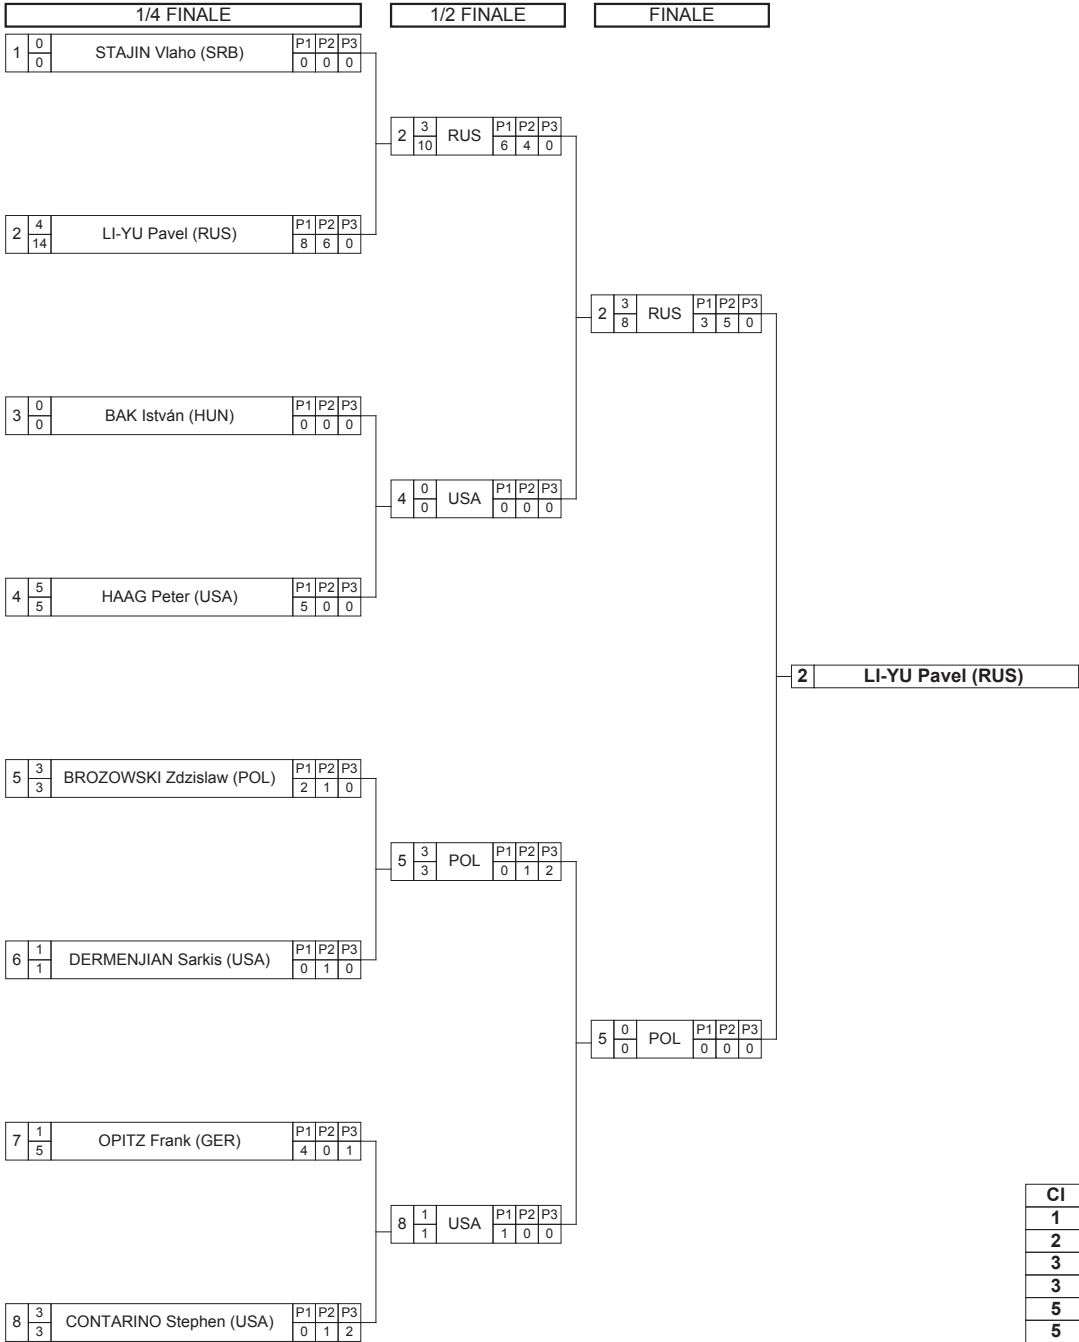 1/4 FINALE 1/2 FINALE FINALE
1 0 STAJIN Vlaho (SRB) P1 P2 P3
0 0 0 0
2 3 RUS P1 P2 P3
10 6 4 0
2 4 LI-YU Pavel (RUS) P1 P2 P3
14 8 6 0
2 3 RUS P1 P2 P3
8 3 5 0
3 0 BAK István (HUN) P1 P2 P3
0 0 0 0
4 0 USA P1 P2 P3
0 0 0 0
4 5 HAAG Peter (USA) P1 P2 P3
5 5 0 0
2 LI-YU Pavel (RUS)
5 3 BROZOWSKI Zdzislaw (POL) P1 P2 P3
3 2 1 0
5 3 POL P1 P2 P3
3 0 1 2
6 1 DERMENJIAN Sarkis (USA) P1 P2 P3
1 0 1 0
5 0 POL P1 P2 P3
0 0 0 0
7 1 OPITZ Frank (GER) P1 P2 P3
5 4 0 1
8 1 USA P1 P2 P3
1 1 0 0
8 3 CONTARINO Stephen (USA) P1 P2 P3
3 0 1 2
Cl
1
2
3
3
5
5